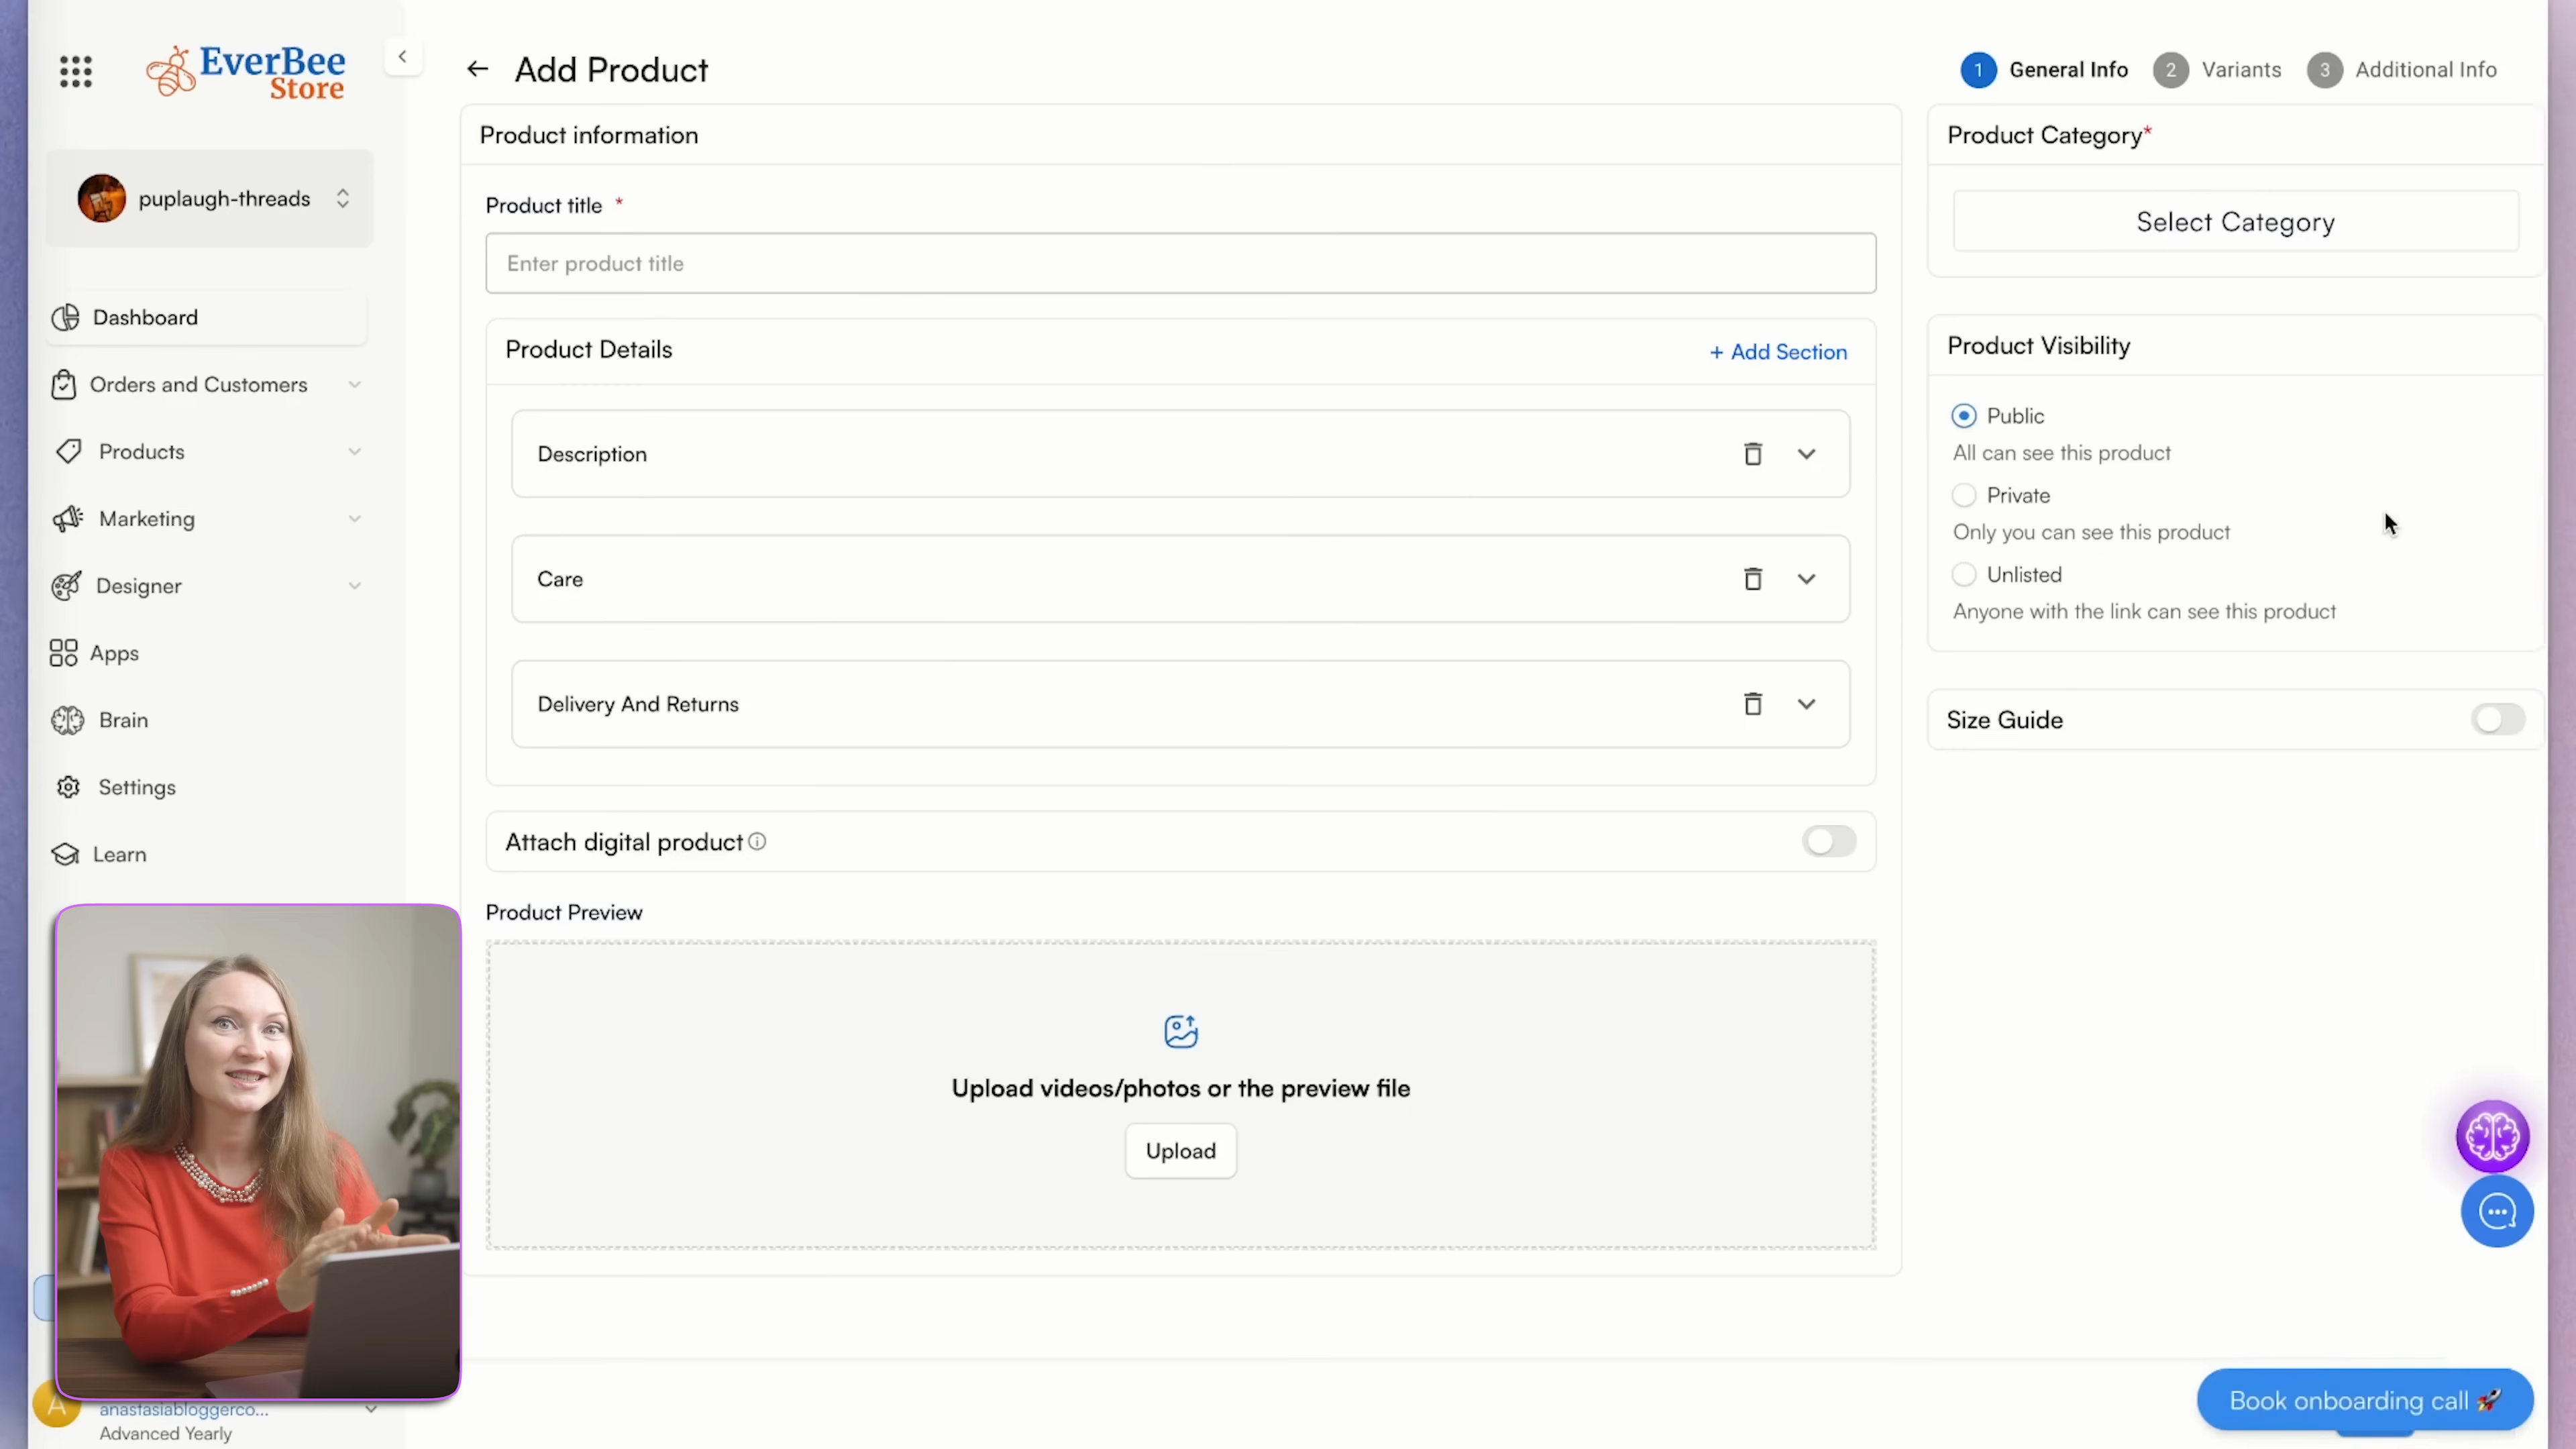 EverBee
Store
puplaugh-threads
Dashboard
Orders and Customers
Products
Marketing
Designer
Apps
Brain
Settings
Learn
A
anastasiabloggerco...
Advanced Yearly
Add Product
1 General Info 2 Variants 3 Additional Info
Product information
Product title *
Enter product title
Product Details
+ Add Section
Description
Care
Delivery And Returns
Attach digital product
Product Preview
Upload videos/photos or the preview file
Upload
Product Category*
Select Category
Product Visibility
Public
All can see this product
Private
Only you can see this product
Unlisted
Anyone with the link can see this product
Size Guide
Book onboarding call 🚀